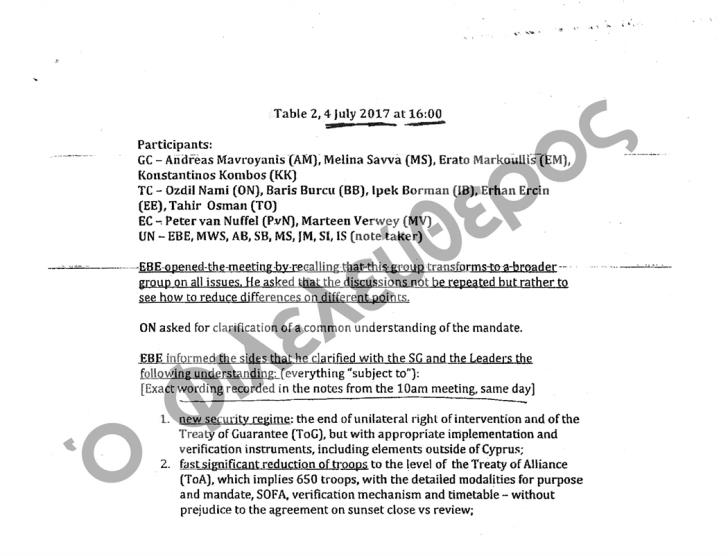 Table 2, 4 July 2017 at 16:00
Participants:
GC – Andreas Mavroyanis (AM), Melina Savva (MS), Erato Markoullis (EM),
Konstantinos Kombos (KK)
TC – Ozdil Nami (ON), Baris Burcu (BB), Ipek Borman (IB), Erhan Ercin
(EE), Tahir Osman (TO)
EC – Peter van Nuffel (PvN), Marteen Verwey (MV)
UN – EBE, MWS, AB, SB, MS, JM, SI, IS (note taker)
EBE opened the meeting by recalling that this group transforms to a broader
group on all issues. He asked that the discussions not be repeated but rather to
see how to reduce differences on different points.
ON asked for clarification of a common understanding of the mandate.
EBE informed the sides that he clarified with the SG and the Leaders the
following understanding: (everything "subject to"):
[Exact wording recorded in the notes from the 10am meeting, same day]
1. new security regime: the end of unilateral right of intervention and of the
Treaty of Guarantee (ToG), but with appropriate implementation and
verification instruments, including elements outside of Cyprus;
2. fast significant reduction of troops to the level of the Treaty of Alliance
(ToA), which implies 650 troops, with the detailed modalities for purpose
and mandate, SOFA, verification mechanism and timetable – without
prejudice to the agreement on sunset close vs review;
Ὁ Φιλελεύθερος